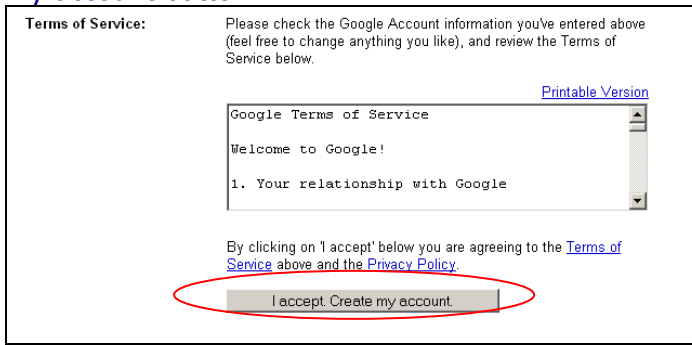 Terms of Service:
Please check the Google Account information you've entered above
(feel free to change anything you like), and review the Terms of
Service below.
Printable Version
Google Terms of Service
Welcome to Google!
1. Your relationship with Google
By clicking on 'I accept' below you are agreeing to the Terms of
Service above and the Privacy Policy.
I accept. Create my account.